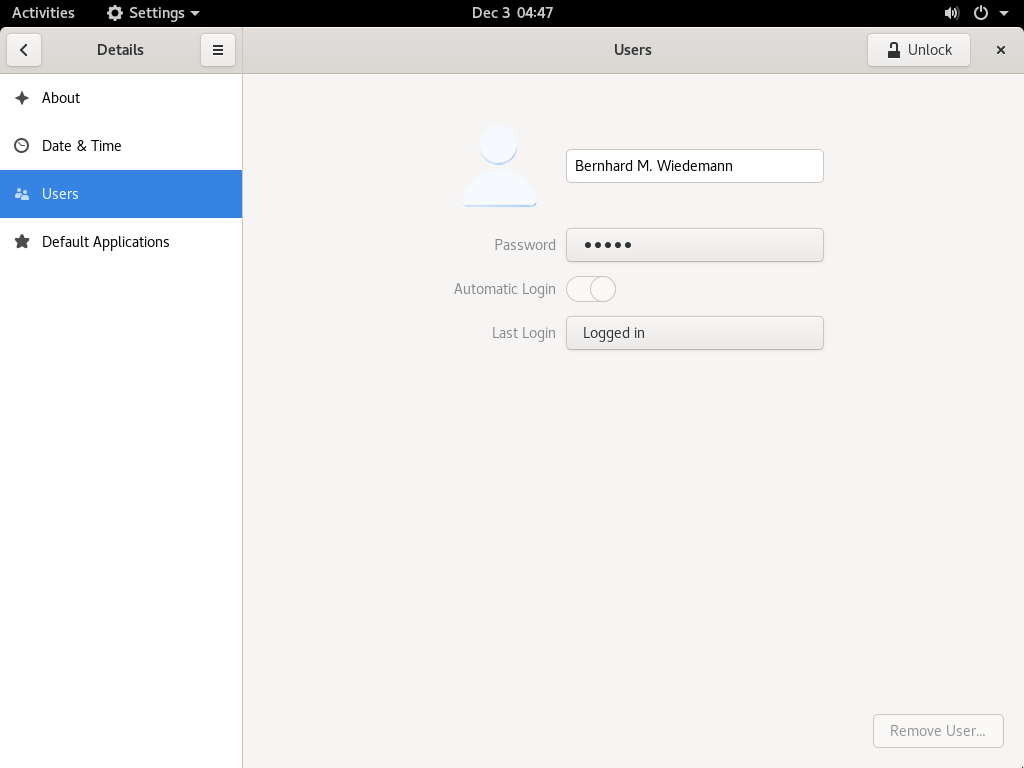 Activities Settings Dec 3 04:47
Details Users Unlock
About
Date & Time
Users
Default Applications
Bernhard M. Wiedemann
Password •••••
Automatic Login
Last Login Logged in
Remove User...